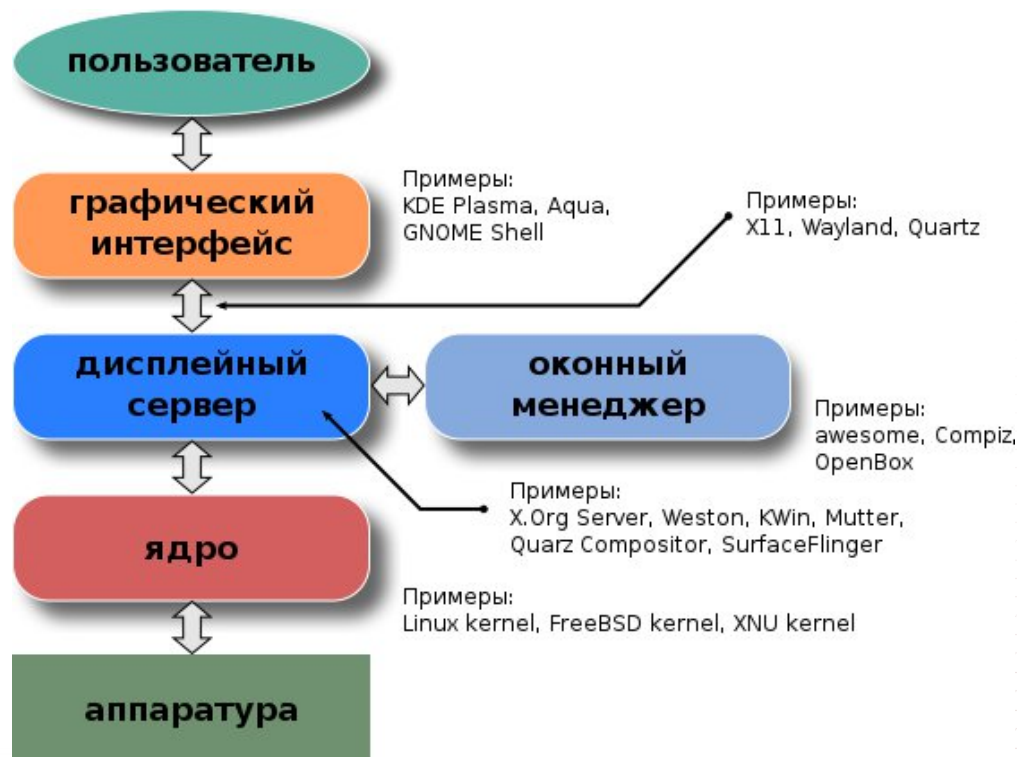 пользователь
графический
интерфейс
Примеры:
KDE Plasma, Aqua,
GNOME Shell
Примеры:
X11, Wayland, Quartz
дисплейный
сервер
оконный
менеджер
Примеры:
awesome, Compiz,
OpenBox
Примеры:
X.Org Server, Weston, KWin, Mutter,
Quarz Compositor, SurfaceFlinger
ядро
Примеры:
Linux kernel, FreeBSD kernel, XNU kernel
аппаратура